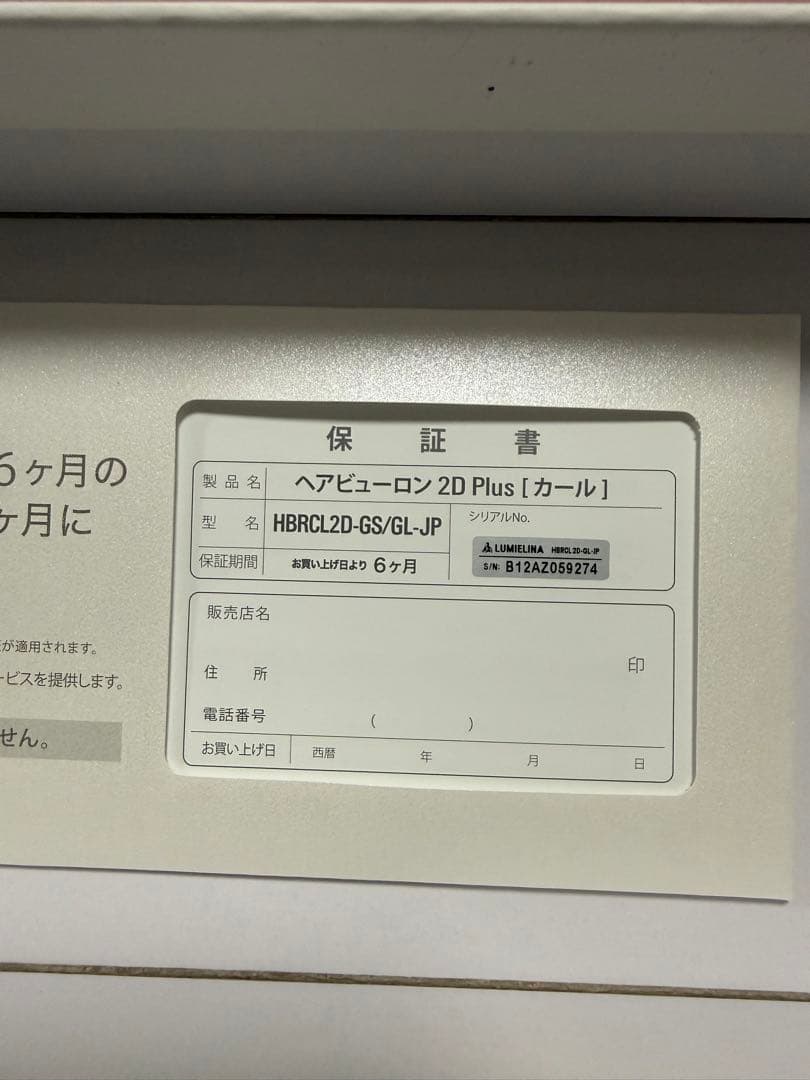 6ヶ月の
ヶ月に
が適用されます。
ービスを提供します。
せん。
保証書
製品名 ヘアビューロン 2D Plus [ カール ]
型名 HBRCL2D-GS/GL-JP
シリアルNo.
LUMIELINA HBRCL2D-GL-JP
S/N: B12AZ059274
保証期間 お買い上げ日より 6ヶ月
販売店名
住所 印
電話番号 ( )
お買い上げ日 西暦 年 月 日